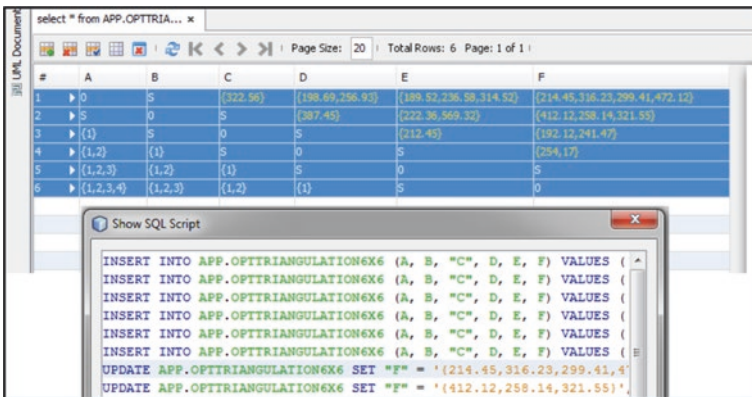 select * from APP.OPTTRIA... ×
UML Document
Page Size: 20 Total Rows: 6 Page: 1 of 1
# A B C D E F
1 0 S {322.56} {198.69,256.93} {189.52,236.58,314.52} {214.45,316.23,299.41,472.12}
2 S 0 S {387.45} {222.36,569.32} {412.12,258.14,321.55}
3 {1} S 0 S {212.45} {192.12,241.47}
4 {1,2} {1} S 0 S {254,17}
5 {1,2,3} {1,2} {1} S 0 S
6 {1,2,3,4} {1,2,3} {1,2} {1} S 0
Show SQL Script
INSERT INTO APP.OPTTRIANGULATION6X6 (A, B, "C", D, E, F) VALUES (
INSERT INTO APP.OPTTRIANGULATION6X6 (A, B, "C", D, E, F) VALUES (
INSERT INTO APP.OPTTRIANGULATION6X6 (A, B, "C", D, E, F) VALUES (
INSERT INTO APP.OPTTRIANGULATION6X6 (A, B, "C", D, E, F) VALUES (
INSERT INTO APP.OPTTRIANGULATION6X6 (A, B, "C", D, E, F) VALUES (
INSERT INTO APP.OPTTRIANGULATION6X6 (A, B, "C", D, E, F) VALUES (
UPDATE APP.OPTTRIANGULATION6X6 SET "F" = '{214.45,316.23,299.41,4
UPDATE APP.OPTTRIANGULATION6X6 SET "F" = '{412.12,258.14,321.55}',